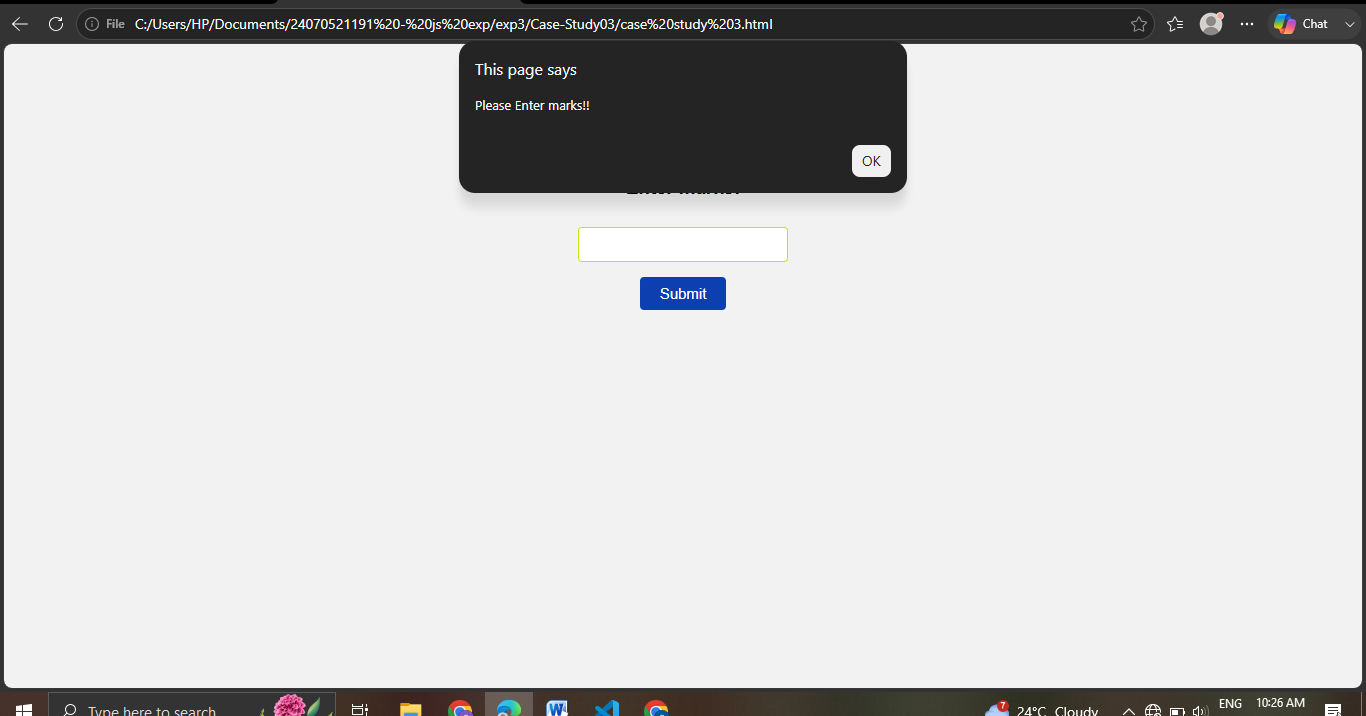 File C:/Users/HP/Documents/24070521191%20-%20js%20exp/exp3/Case-Study03/case%20study%203.html
Chat
This page says
Please Enter marks!!
OK
Submit
Type here to search
7
24°C Cloudy
ENG
10:26 AM